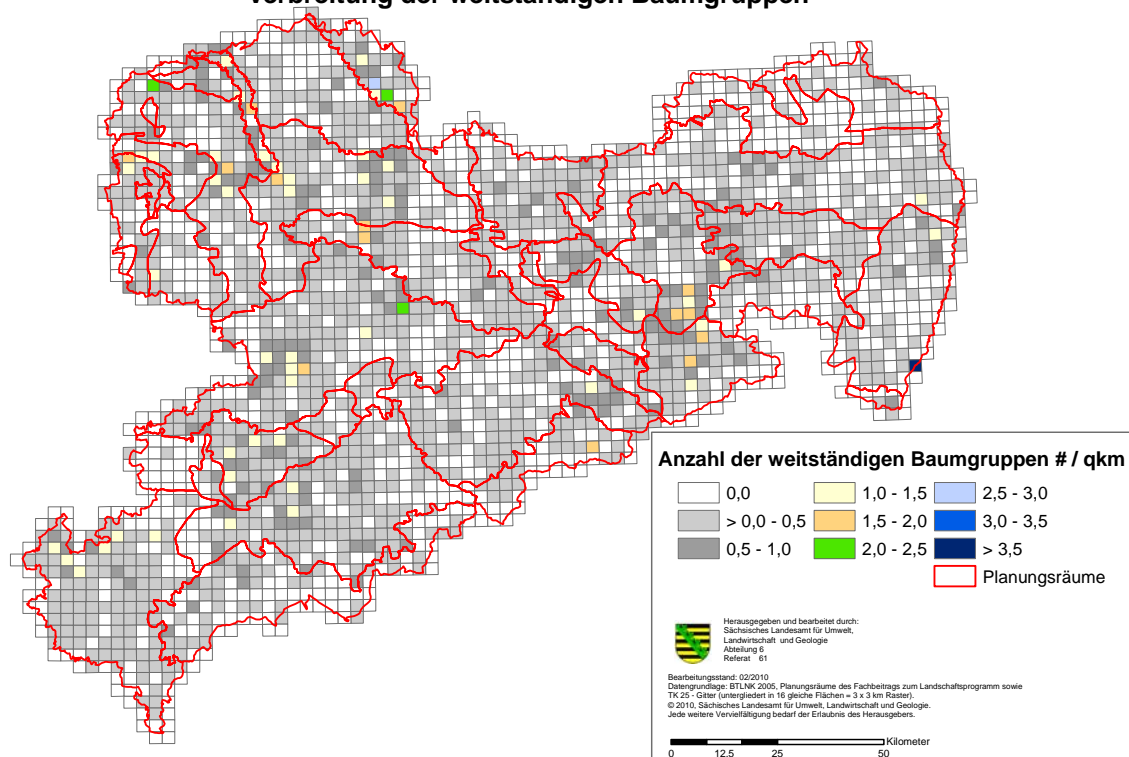 Verbreitung der weitständigen Baumgruppen
Anzahl der weitständigen Baumgruppen # / qkm
0,0
> 0,0 - 0,5
0,5 - 1,0
1,0 - 1,5
1,5 - 2,0
2,0 - 2,5
2,5 - 3,0
3,0 - 3,5
> 3,5
Planungsräume
Herausgegeben und bearbeitet durch:
Sächsisches Landesamt für Umwelt,
Landwirtschaft und Geologie
Abteilung 6
Referat 61
Bearbeitungsstand: 02/2010
Datengrundlage: BTLNK 2005, Planungsräume des Fachbeitrags zum Landschaftsprogramm sowie
TK 25 - Gitter (untergliedert in 16 gleiche Flächen = 3 x 3 km Raster).
© 2010, Sächsisches Landesamt für Umwelt, Landwirtschaft und Geologie.
Jede weitere Vervielfältigung bedarf der Erlaubnis des Herausgebers.
Kilometer
0 12,5 25 50